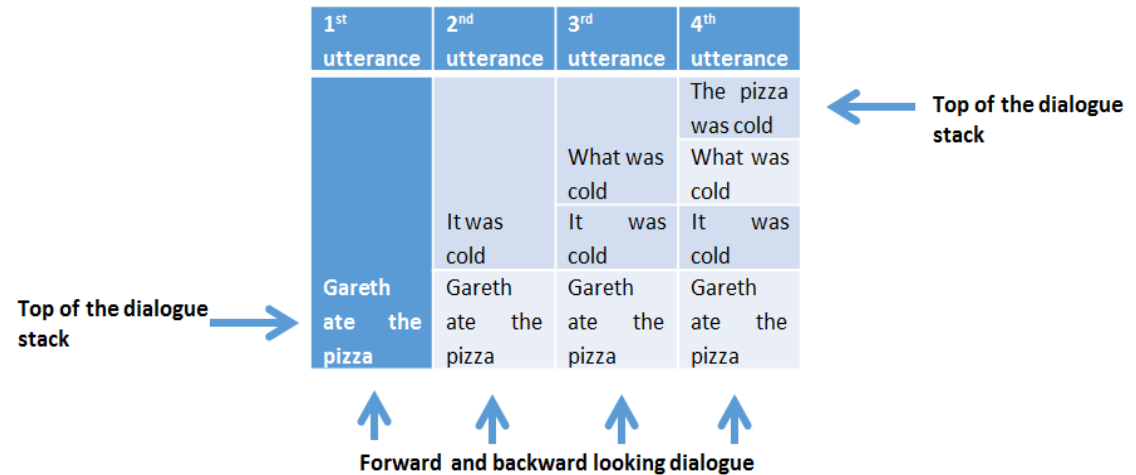 1st 2nd 3rd 4th
utterance utterance utterance utterance
The pizza
was cold
Top of the dialogue
stack
What was
cold
What was
cold
It was
cold
It was
cold
It was
cold
Top of the dialogue
stack
Gareth
ate the
pizza
Gareth
ate the
pizza
Gareth
ate the
pizza
Gareth
ate the
pizza
Forward and backward looking dialogue